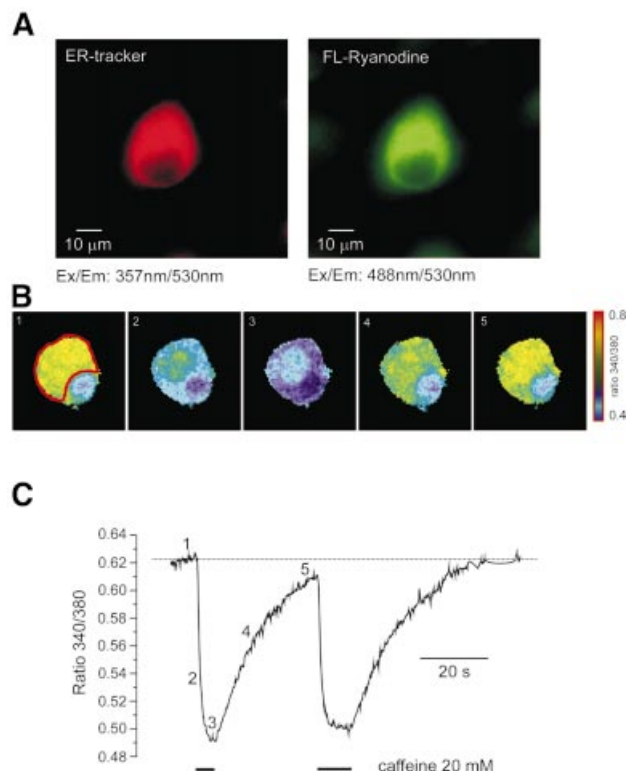 A
ER-tracker
FL-Ryanodine
10 μm
10 μm
Ex/Em: 357nm/530nm
Ex/Em: 488nm/530nm
B
1
2
3
4
5
0.8
ratio 340/380
0.4
C
0.64
0.62
0.60
0.58
0.56
0.54
0.52
0.50
0.48
Ratio 340/380
1
2
3
4
5
20 s
caffeine 20 mM